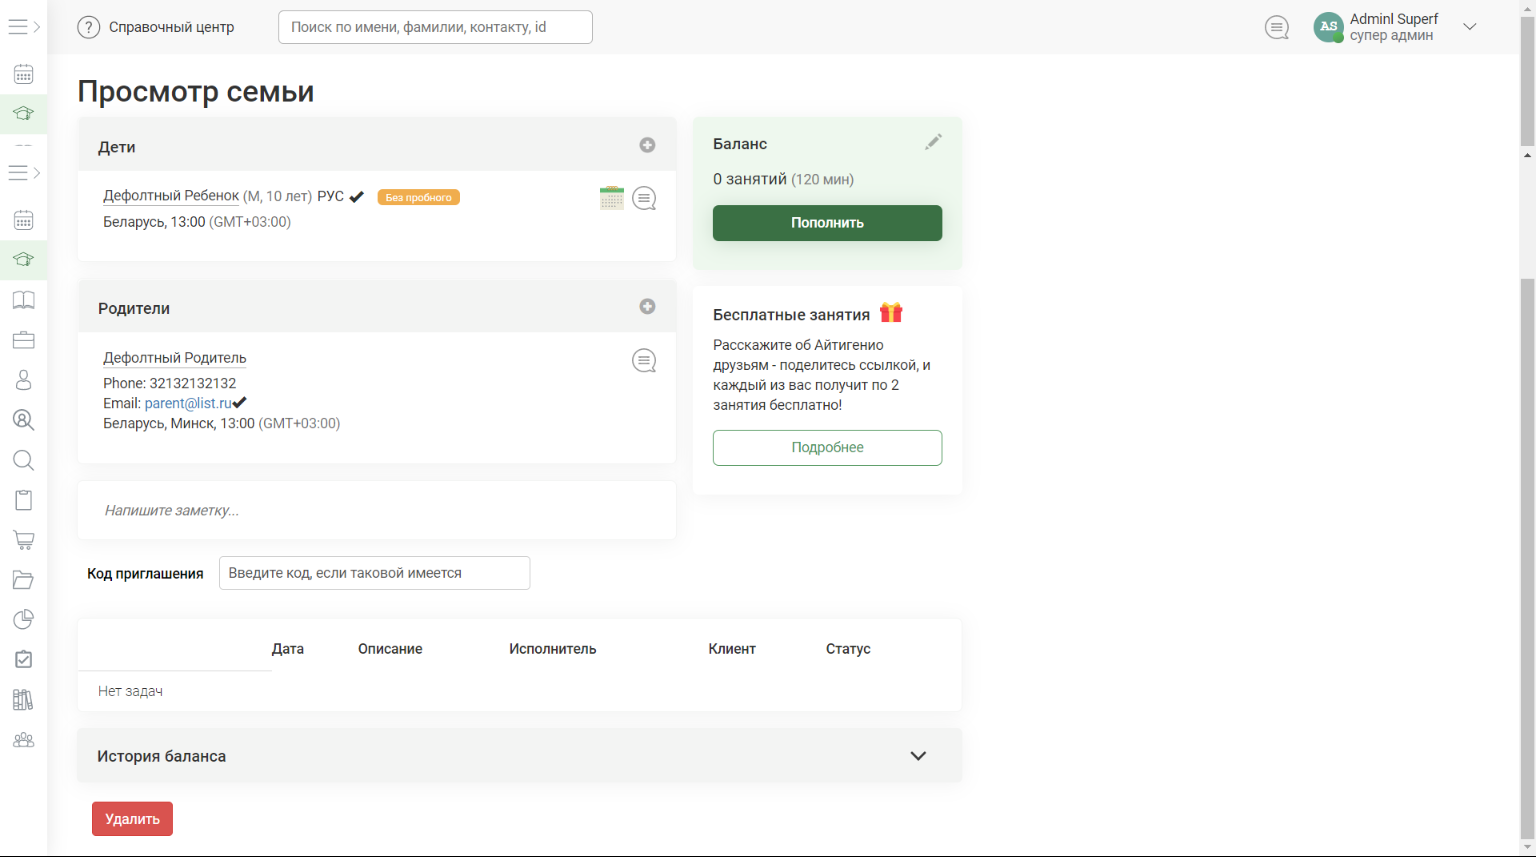 Справочный центр
Поиск по имени, фамилии, контакту, id
AS
Adminl Superf
супер админ
Просмотр семьи
Дети
Дефолтный Ребенок (М, 10 лет) РУС
Без пробного
Беларусь, 13:00 (GMT+03:00)
Баланс
0 занятий (120 мин)
Пополнить
Родители
Дефолтный Родитель
Phone: 32132132132
Email: parent@list.ru
Беларусь, Минск, 13:00 (GMT+03:00)
Бесплатные занятия
Расскажите об Айтигенио
друзьям - поделитесь ссылкой, и
каждый из вас получит по 2
занятия бесплатно!
Подробнее
Напишите заметку...
Код приглашения
Введите код, если таковой имеется
Дата Описание Исполнитель Клиент Статус
Нет задач
История баланса
Удалить